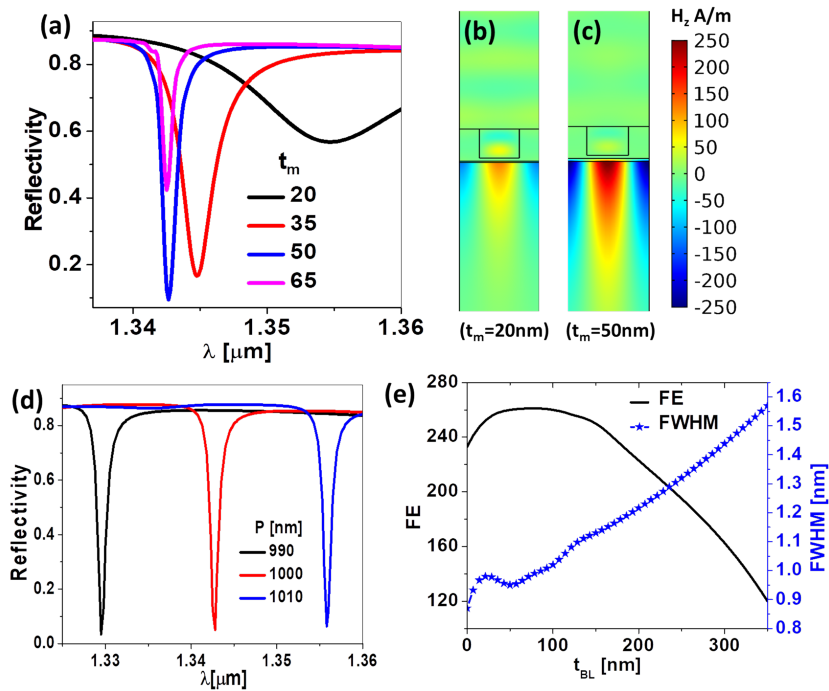 (a)
Reflectivity
0.8
0.6
0.4
0.2
t_m
20
35
50
65
1.34
1.35
1.36
λ [μm]
(b)
(c)
(t_m=20nm)
(t_m=50nm)
H_z A/m
250
200
150
100
50
0
-50
-100
-150
-200
-250
(d)
Reflectivity
1.0
0.8
0.6
0.4
0.2
0.0
P [nm]
990
1000
1010
1.33
1.34
1.35
1.36
λ[μm]
(e)
FE
280
240
200
160
120
FE
FWHM
0
100
200
300
t_BL [nm]
1.6
1.5
1.4
1.3
1.2
1.1
1.0
0.9
0.8
FWHM [nm]